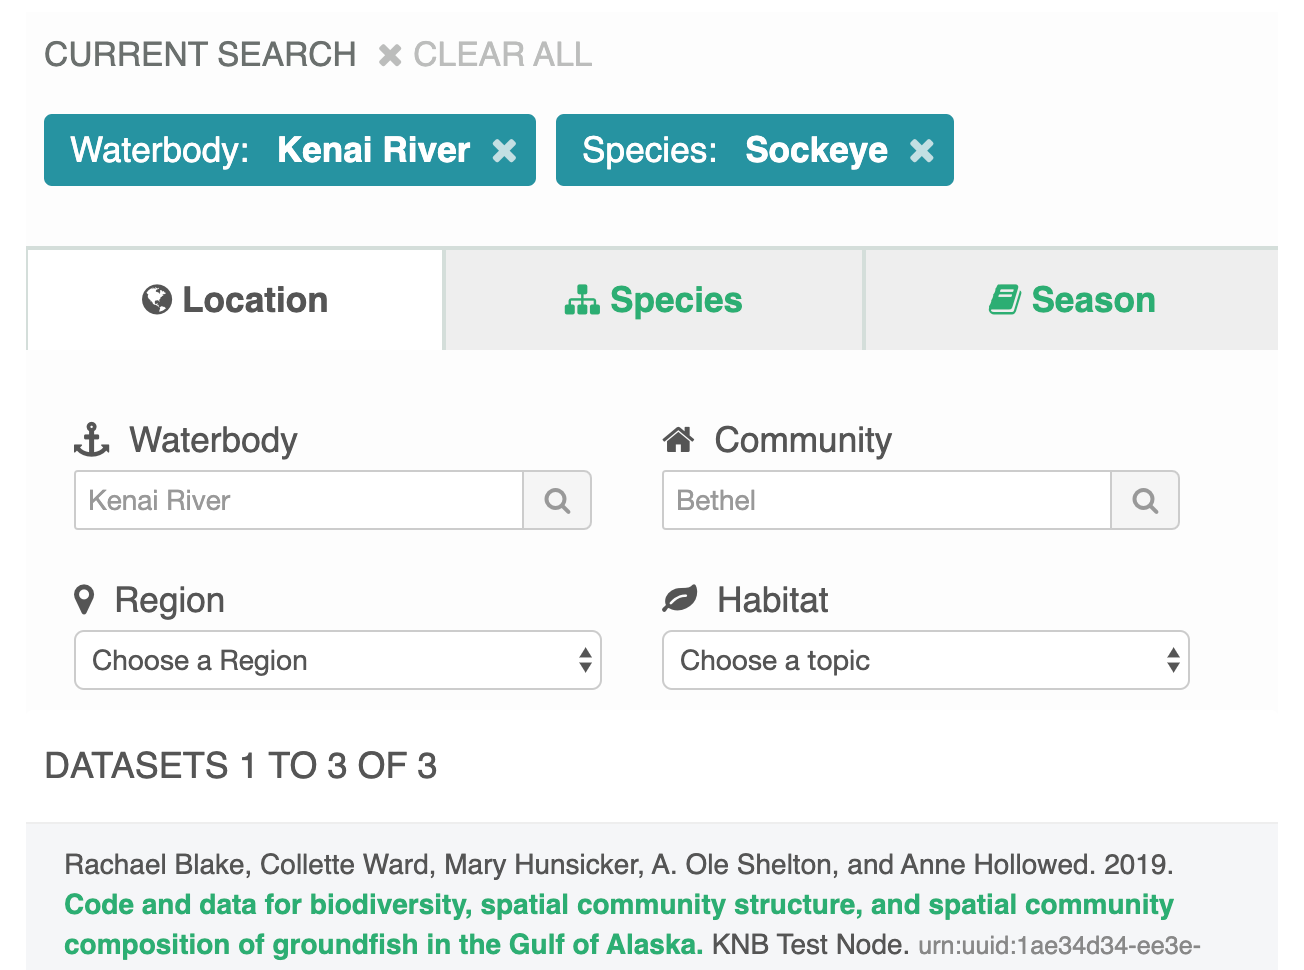 CURRENT SEARCH ✖ CLEAR ALL
Waterbody: Kenai River ✖ Species: Sockeye ✖
Location Species Season
Waterbody Community
Kenai River Bethel
Region Habitat
Choose a Region Choose a topic
DATASETS 1 TO 3 OF 3
Rachael Blake, Collette Ward, Mary Hunsicker, A. Ole Shelton, and Anne Hollowed. 2019.
Code and data for biodiversity, spatial community structure, and spatial community
composition of groundfish in the Gulf of Alaska. KNB Test Node. urn:uuid:1ae34d34-ee3e-